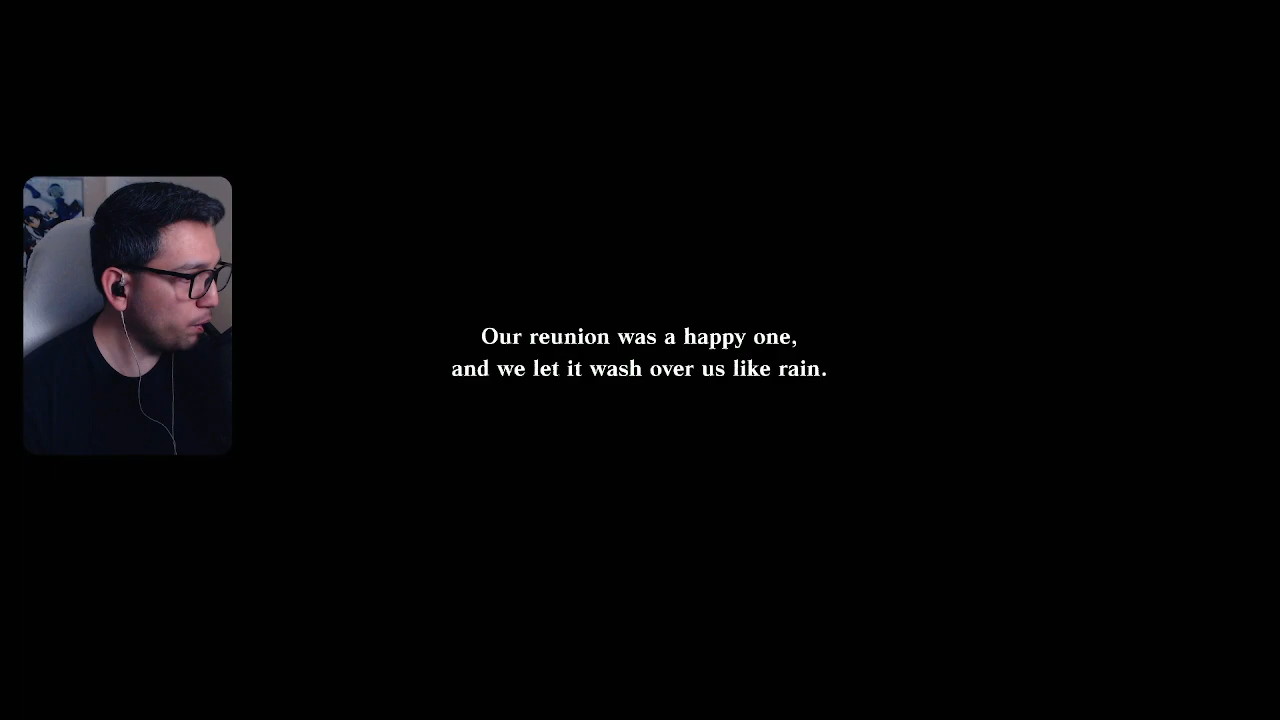 Our reunion was a happy one,
and we let it wash over us like rain.